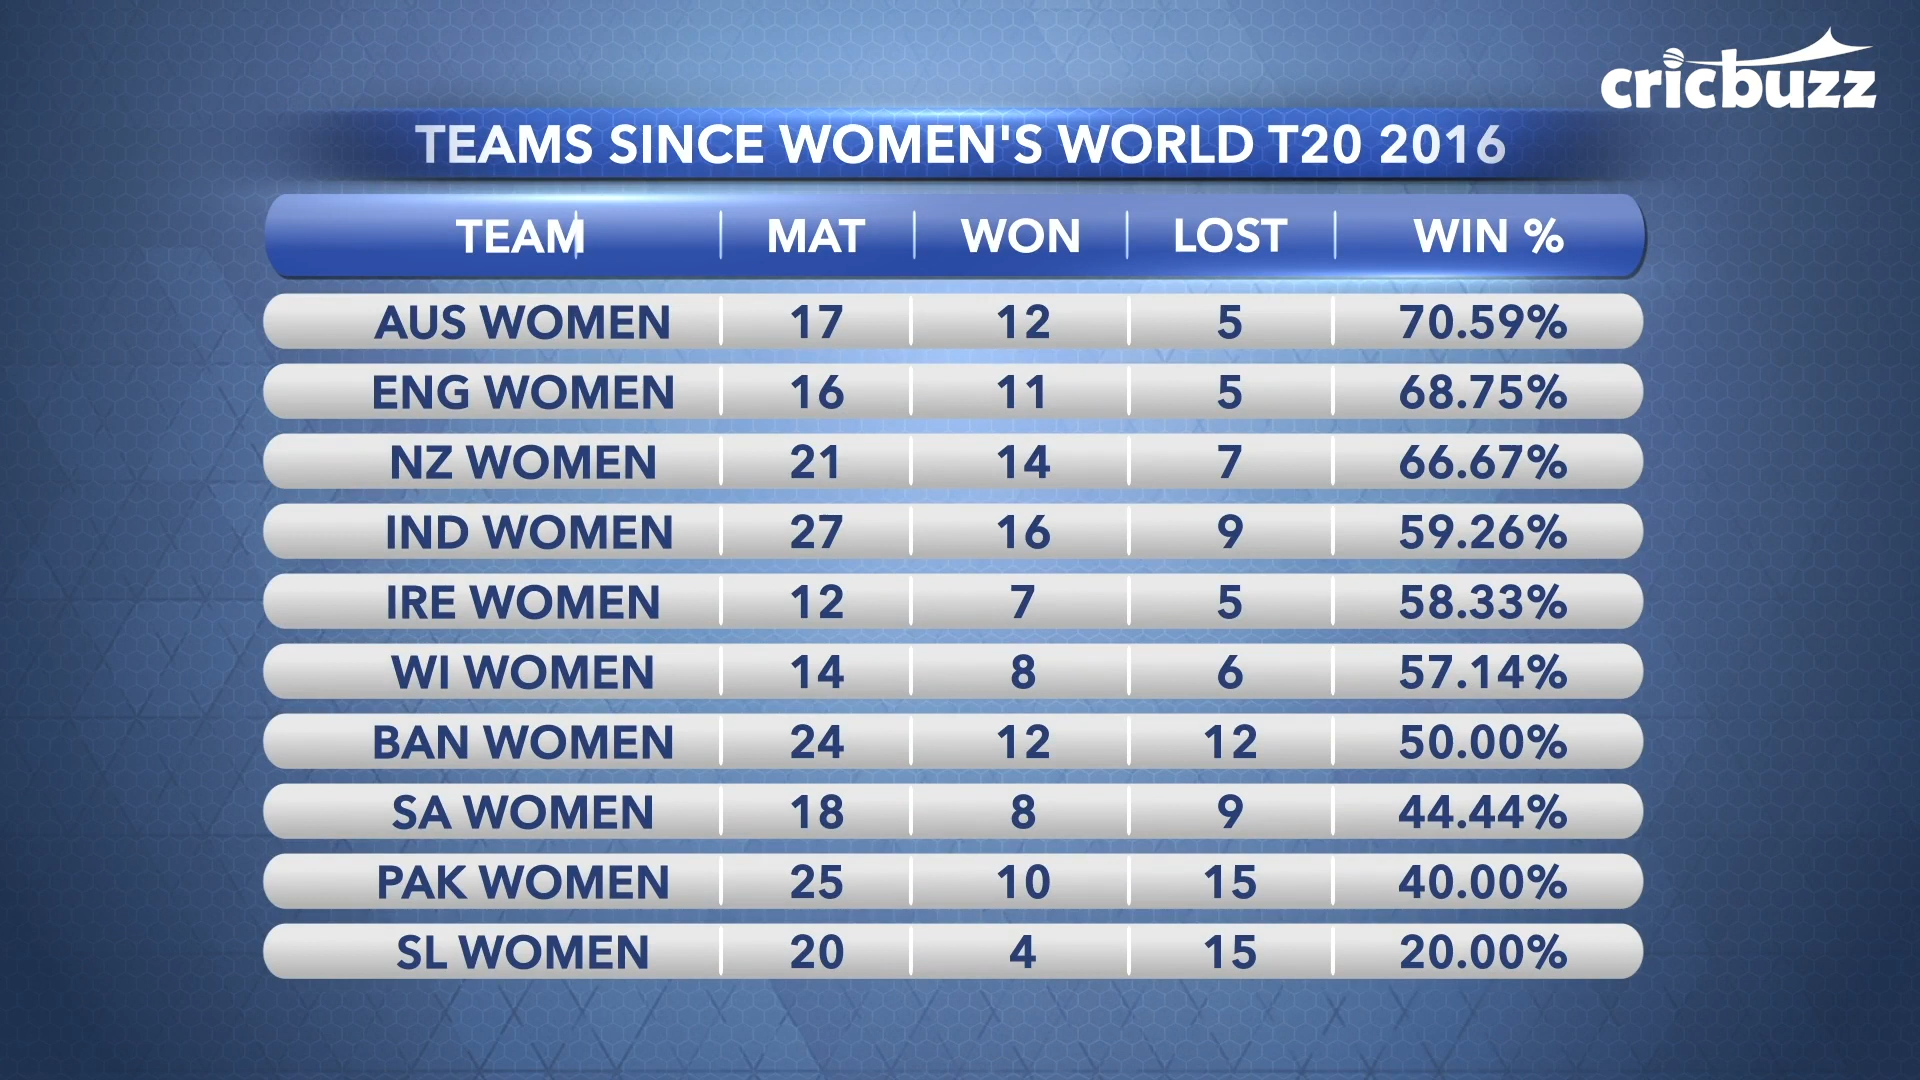 cricbuzz
TEAMS SINCE WOMEN'S WORLD T20 2016
TEAM MAT WON LOST WIN %
AUS WOMEN 17 12 5 70.59%
ENG WOMEN 16 11 5 68.75%
NZ WOMEN 21 14 7 66.67%
IND WOMEN 27 16 9 59.26%
IRE WOMEN 12 7 5 58.33%
WI WOMEN 14 8 6 57.14%
BAN WOMEN 24 12 12 50.00%
SA WOMEN 18 8 9 44.44%
PAK WOMEN 25 10 15 40.00%
SL WOMEN 20 4 15 20.00%